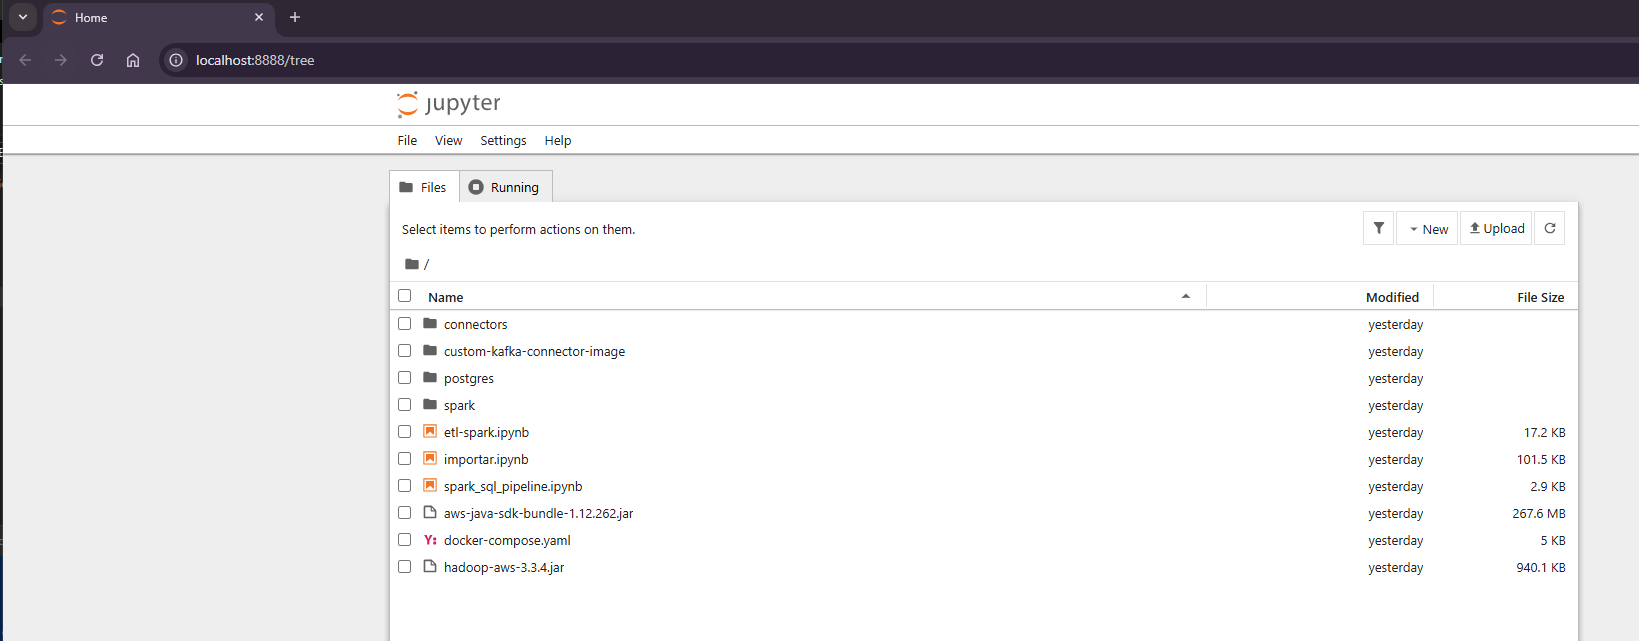 Home
localhost:8888/tree
jupyter
File View Settings Help
Files Running
Select items to perform actions on them.
New Upload
/
Name Modified File Size
connectors yesterday
custom-kafka-connector-image yesterday
postgres yesterday
spark yesterday
etl-spark.ipynb yesterday 17.2 KB
importar.ipynb yesterday 101.5 KB
spark_sql_pipeline.ipynb yesterday 2.9 KB
aws-java-sdk-bundle-1.12.262.jar yesterday 267.6 MB
Y: docker-compose.yaml yesterday 5 KB
hadoop-aws-3.3.4.jar yesterday 940.1 KB